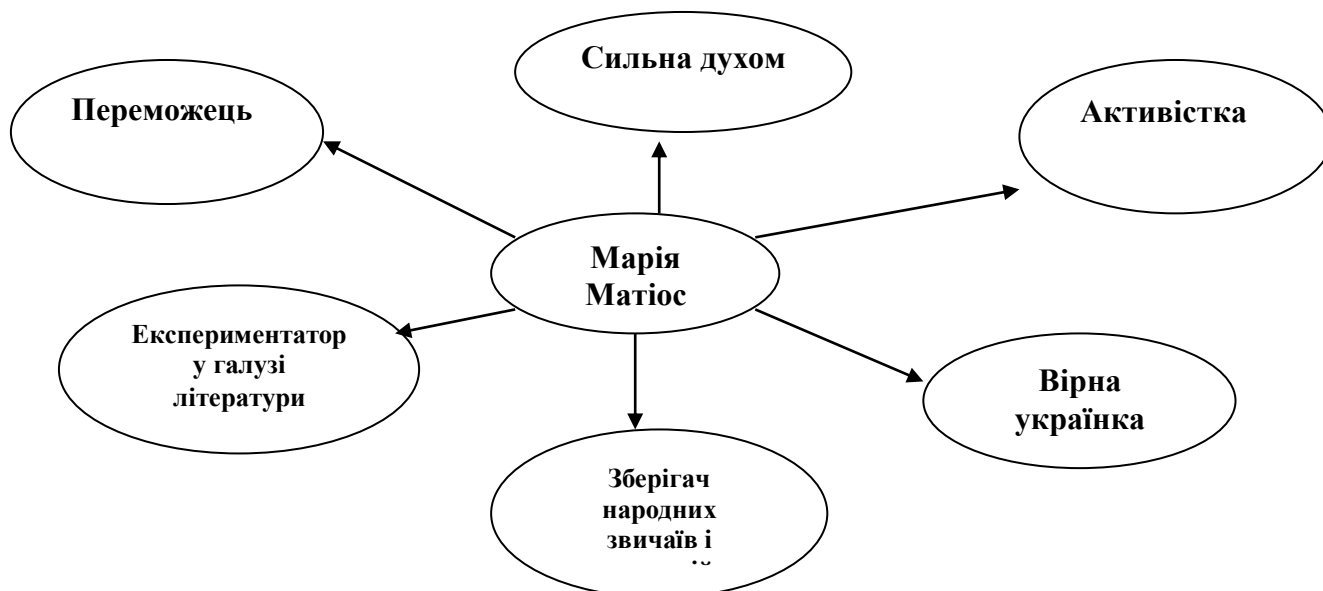 Сильна духом
Переможець
Активістка
Марія
Матіос
Експериментатор
у галузі
літератури
Вірна
українка
Зберігач
народних
звичаїв і